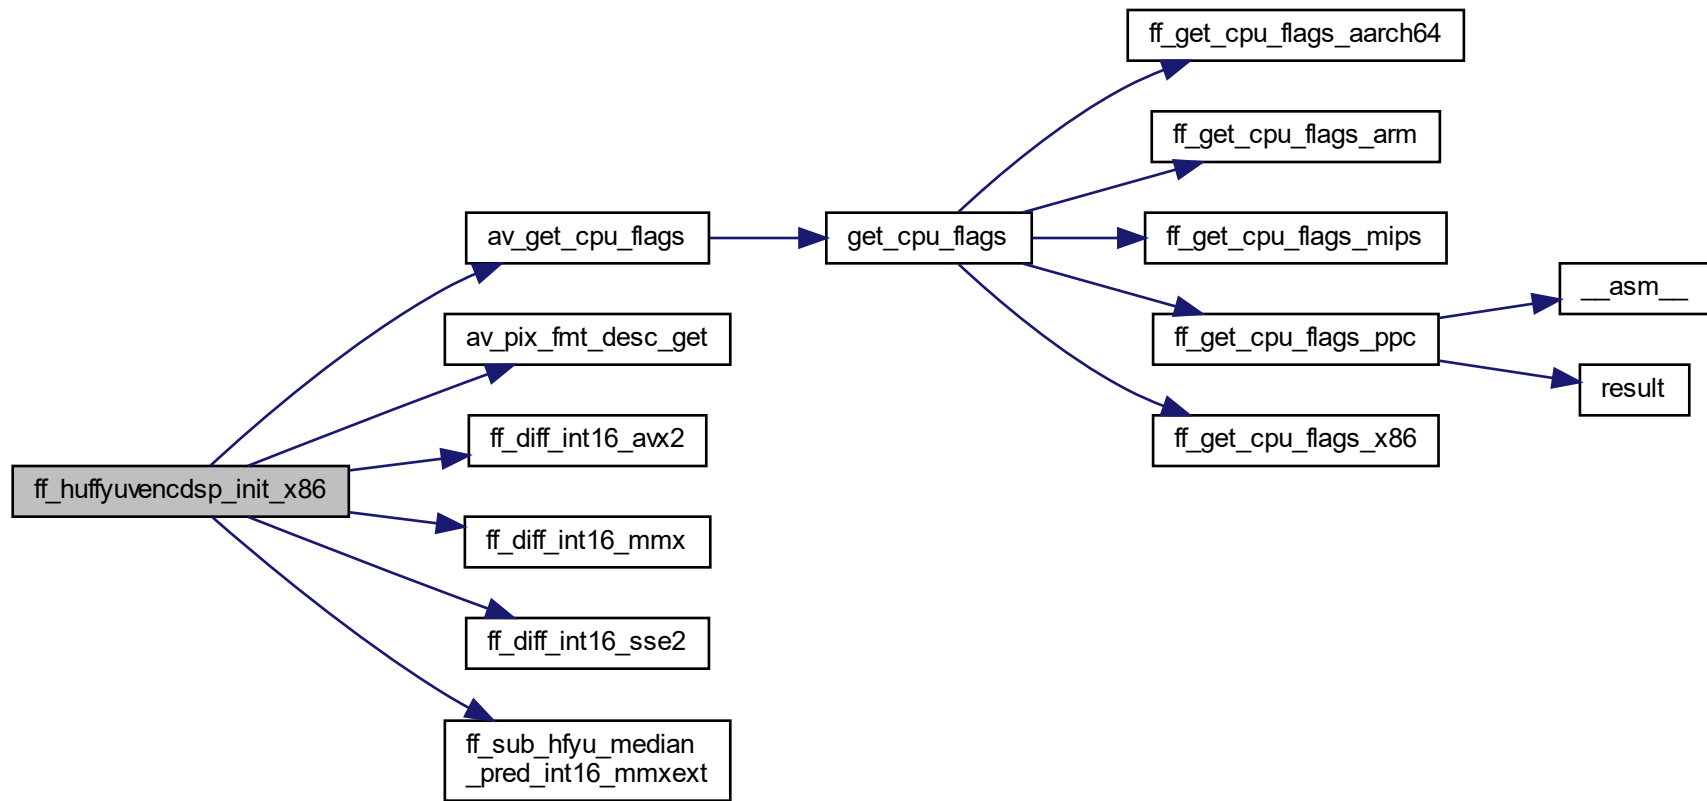 ff_get_cpu_flags_aarch64
ff_get_cpu_flags_arm
av_get_cpu_flags
get_cpu_flags
ff_get_cpu_flags_mips
__asm__
av_pix_fmt_desc_get
ff_get_cpu_flags_ppc
result
ff_diff_int16_avx2
ff_get_cpu_flags_x86
ff_huffyuvencdsp_init_x86
ff_diff_int16_mmx
ff_diff_int16_sse2
ff_sub_hfyu_median
_pred_int16_mmxext